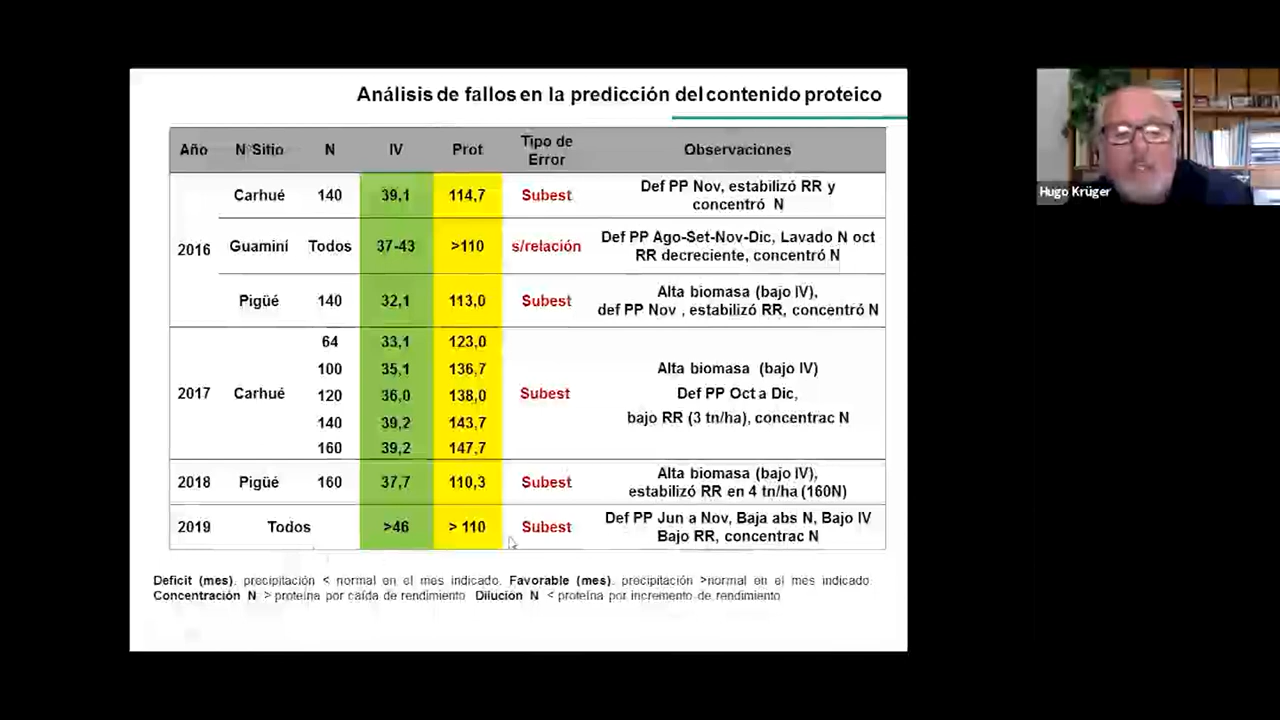 Análisis de fallos en la predicción del contenido proteico
Año N Sitio N IV Prot Tipo de Error Observaciones
2016 Carhué 140 39,1 114,7 Subest Def PP Nov, estabilizó RR y
concentró N
Guaminí Todos 37-43 >110 s/relación Def PP Ago-Set-Nov-Dic, Lavado N oct
RR decreciente, concentró N
Pigüé 140 32,1 113,0 Subest Alta biomasa (bajo IV),
def PP Nov , estabilizó RR, concentró N
2017 Carhué 64 33,1 123,0 Subest
100 35,1 136,7 Alta biomasa (bajo IV)
120 36,0 138,0 Def PP Oct a Dic,
140 39,2 143,7 bajo RR (3 tn/ha), concentrac N
160 39,2 147,7
2018 Pigüé 160 37,7 110,3 Subest Alta biomasa (bajo IV),
estabilizó RR en 4 tn/ha (160N)
2019 Todos >46 > 110 Subest Def PP Jun a Nov, Baja abs N, Bajo IV
Bajo RR, concentrac N
Deficit (mes). precipitación < normal en el mes indicado. Favorable (mes). precipitación >normal en el mes indicado.
Concentración N > proteína por caída de rendimiento Dilución N < proteína por incremento de rendimiento
Hugo Krüger